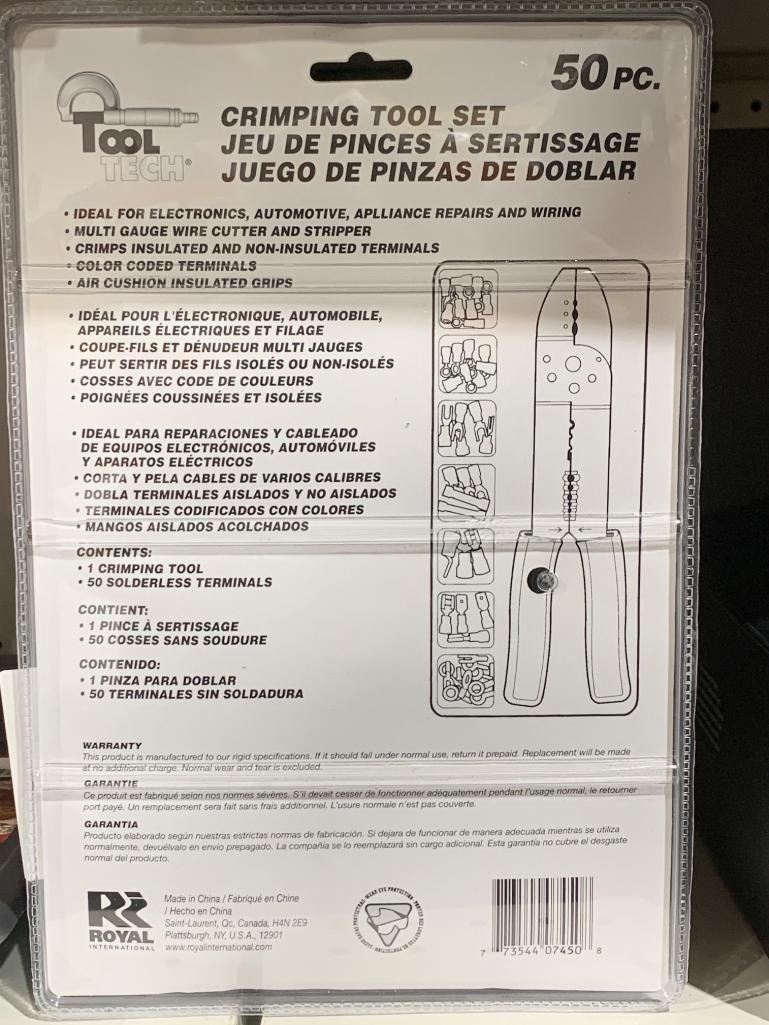 50 PC.
TOOL
TECH®
CRIMPING TOOL SET
JEU DE PINCES À SERTISSAGE
JUEGO DE PINZAS DE DOBLAR
• IDEAL FOR ELECTRONICS, AUTOMOTIVE, APLLIANCE REPAIRS AND WIRING
• MULTI GAUGE WIRE CUTTER AND STRIPPER
• CRIMPS INSULATED AND NON-INSULATED TERMINALS
• COLOR CODED TERMINALS
• AIR CUSHION INSULATED GRIPS
• IDÉAL POUR L'ÉLECTRONIQUE, AUTOMOBILE,
APPAREILS ÉLECTRIQUES ET FILAGE
• COUPE-FILS ET DÉNUDEUR MULTI JAUGES
• PEUT SERTIR DES FILS ISOLÉS OU NON-ISOLÉS
• COSSES AVEC CODE DE COULEURS
• POIGNÉES COUSSINÉES ET ISOLÉES
• IDEAL PARA REPARACIONES Y CABLEADO
DE EQUIPOS ELECTRÓNICOS, AUTOMÓVILES
Y APARATOS ELÉCTRICOS
• CORTA Y PELA CABLES DE VARIOS CALIBRES
• DOBLA TERMINALES AISLADOS Y NO AISLADOS
• TERMINALES CODIFICADOS CON COLORES
• MANGOS AISLADOS ACOLCHADOS
CONTENTS:
• 1 CRIMPING TOOL
• 50 SOLDERLESS TERMINALS
CONTIENT:
• 1 PINCE À SERTISSAGE
• 50 COSSES SANS SOUDURE
CONTENIDO:
• 1 PINZA PARA DOBLAR
• 50 TERMINALES SIN SOLDADURA
WARRANTY
This product is manufactured to our rigid specifications. If it should fail under normal use, return it prepaid. Replacement will be made
at no additional charge. Normal wear and tear is excluded.
GARANTIE
Ce produit est fabriqué selon nos normes sévères. S'il devait cesser de fonctionner adéquatement pendant l'usage normal, le retourner
port payé. Un remplacement sera fait sans frais additionnel. L'usure normale n'est pas couverte.
GARANTIA
Producto elaborado según nuestras estrictas normas de fabricación. Si dejara de funcionar de manera adecuada mientras se utiliza
normalmente, devuélvalo en envío prepagado. La compañía se lo reemplazará sin cargo adicional. Esta garantía no cubre el desgaste
normal del producto.
ROYAL
INTERNATIONAL
Made in China / Fabriqué en Chine
/ Hecho en China
Saint-Laurent, Qc, Canada, H4N 2E9
Plattsburgh, NY, U.S.A., 12901
www.royalinternational.com
WEAR EYE PROTECTION
7 73544 07450 8